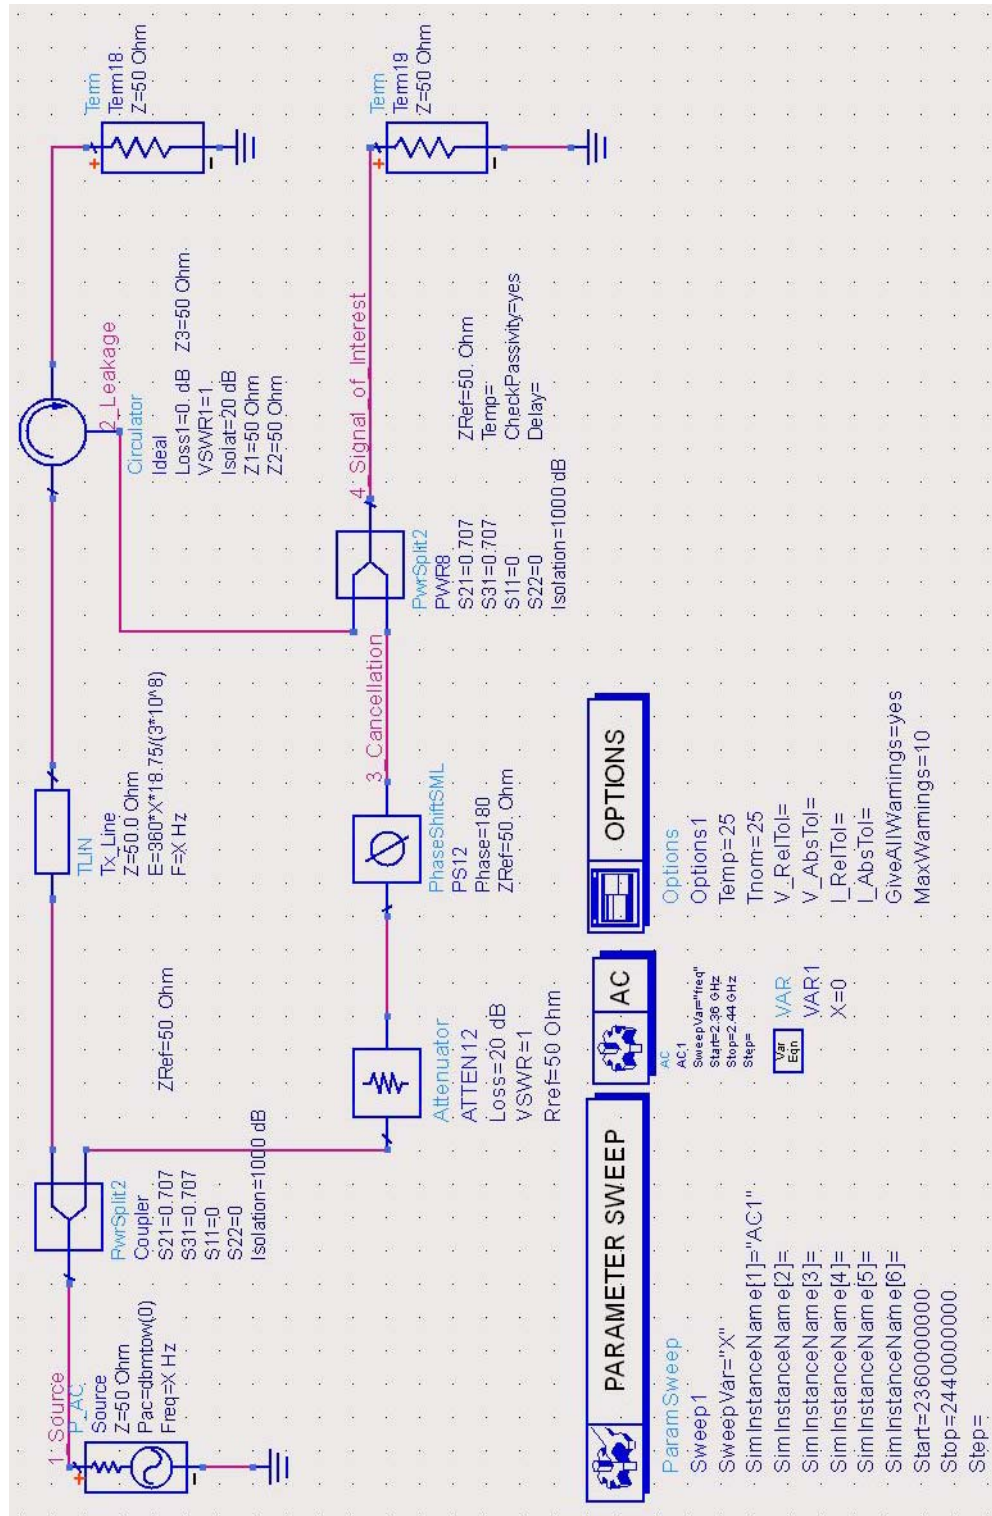 1_Source
P_AC
Source
Z=50 Ohm
Pac=dbmtow(0)
Freq=X Hz
+
-
PwrSplit2
Coupler
S21=0.707
S31=0.707
S11=0
S22=0
Isolation=1000 dB
ZRef=50. Ohm
TLIN
Tx_Line
Z=50.0 Ohm
E=360*X*18.75/(3*10^8)
F=X Hz
2_Leakage
Circulator
Ideal
Loss1=0. dB Z3=50 Ohm
VSWR1=1.
Isolat=20 dB
Z1=50 Ohm
Z2=50 Ohm
Term
Term18
Z=50 Ohm
+
-
Attenuator
ATTEN12
Loss=20 dB
VSWR=1
Rref=50 Ohm
3_Cancellation
PhaseShiftSML
PS12
Phase=180
ZRef=50. Ohm
4_Signal_of_Interest
PwrSplit2
PWR8
S21=0.707
S31=0.707
S11=0
S22=0
Isolation=1000 dB
ZRef=50. Ohm
Temp=
CheckPassivity=yes
Delay=
Term
Term19
Z=50 Ohm
+
-
PARAMETER SWEEP
ParamSweep
Sweep1
SweepVar="X"
SimInstanceName[1]="AC1"
SimInstanceName[2]=
SimInstanceName[3]=
SimInstanceName[4]=
SimInstanceName[5]=
SimInstanceName[6]=
Start=2360000000
Stop=2440000000
Step=
AC
AC
AC1
SweepVar="freq"
Start=2.36 GHz
Stop=2.44 GHz
Step=
Var
Eqn
VAR
VAR1
X=0
OPTIONS
Options
Options1
Temp=25
Tnom=25
V_RelTol=
V_AbsTol=
I_RelTol=
I_AbsTol=
GiveAllWarnings=yes
MaxWarnings=10